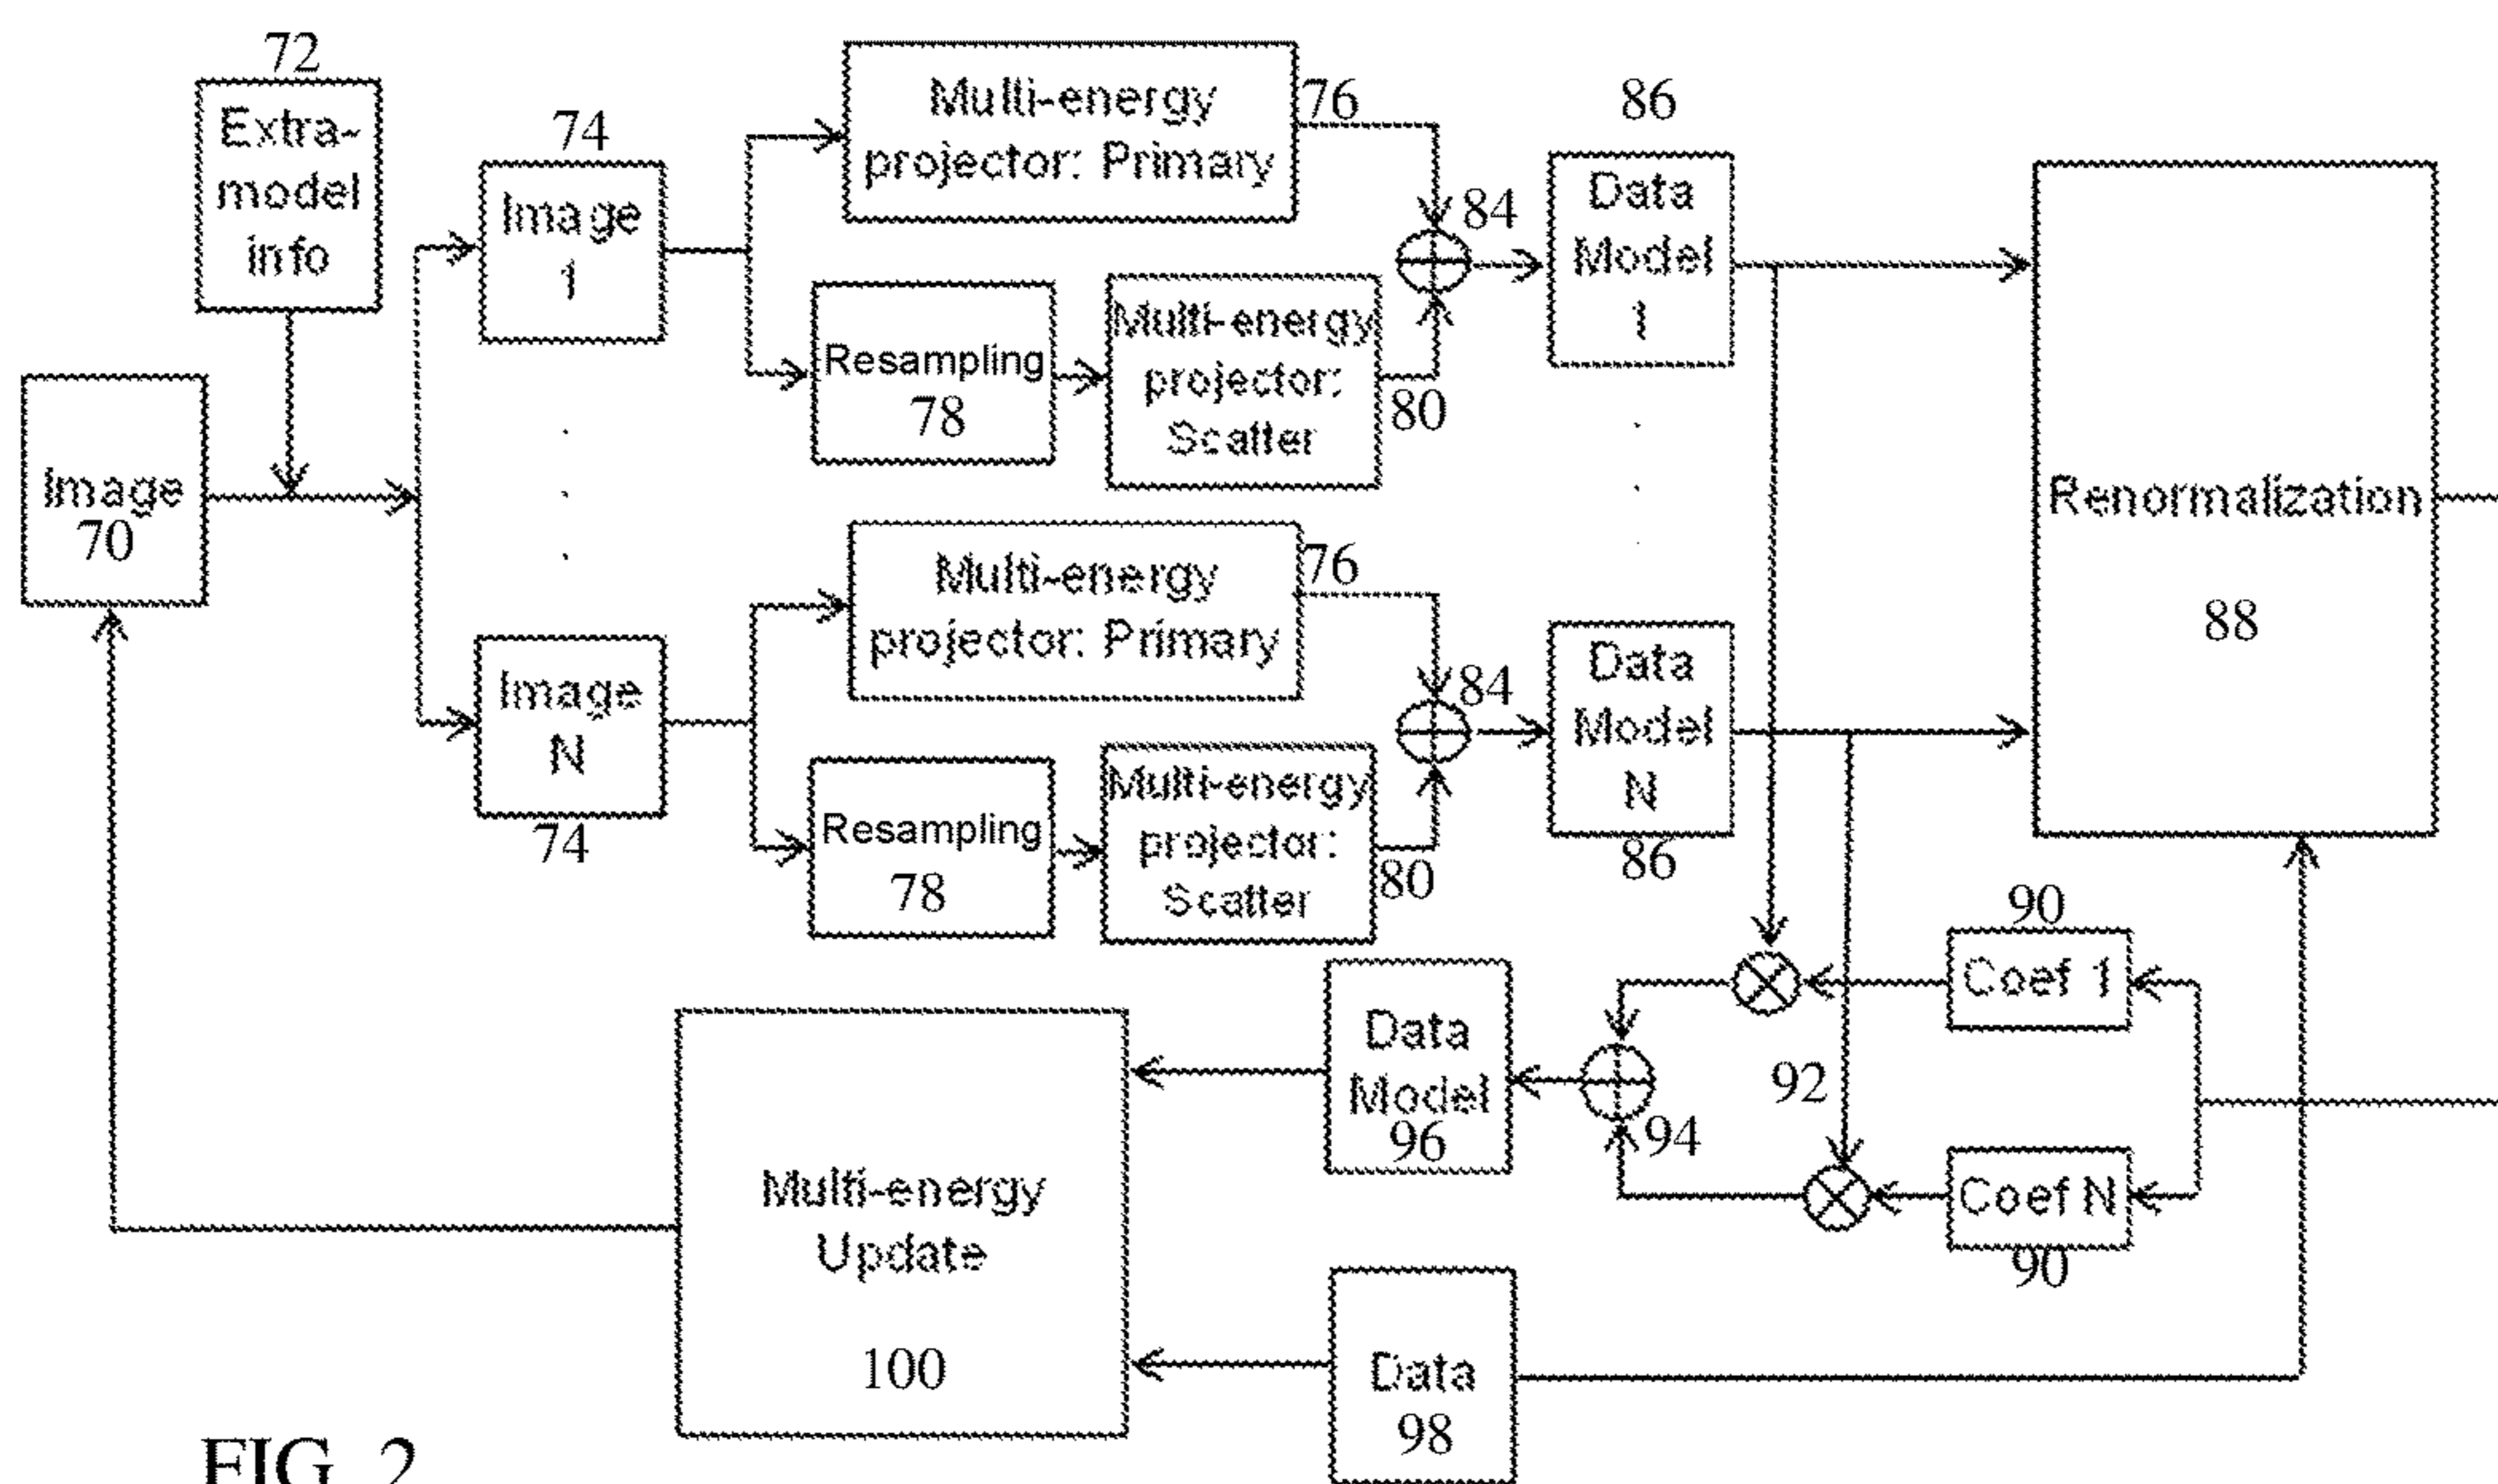 72
Extra-
model
info
74
Image
1
Multi-energy
projector: Primary
76
84
86
Data
Model
1
Resampling
78
Multi-energy
projector:
Scatter
80
Image
70
Renormalization
88
Multi-energy
projector: Primary
76
84
Image
N
74
Data
Model
N
86
Resampling
78
Multi-energy
projector:
Scatter
80
90
Coef 1
Data
Model
96
94
92
Coef N
90
Multi-energy
Update
100
Data
98
FIG. 2